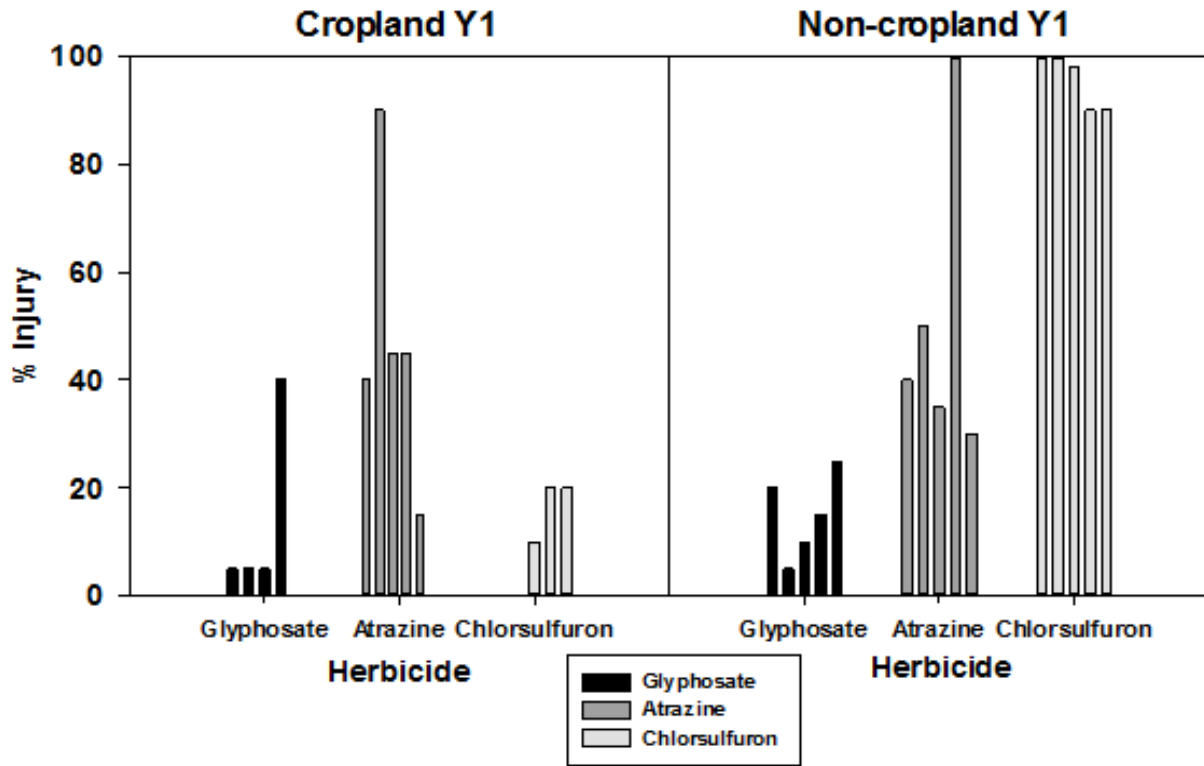 Cropland Y1
Non-cropland Y1
% Injury
100
80
60
40
20
0
Glyphosate Atrazine Chlorsulfuron
Glyphosate Atrazine Chlorsulfuron
Herbicide
Herbicide
Glyphosate
Atrazine
Chlorsulfuron